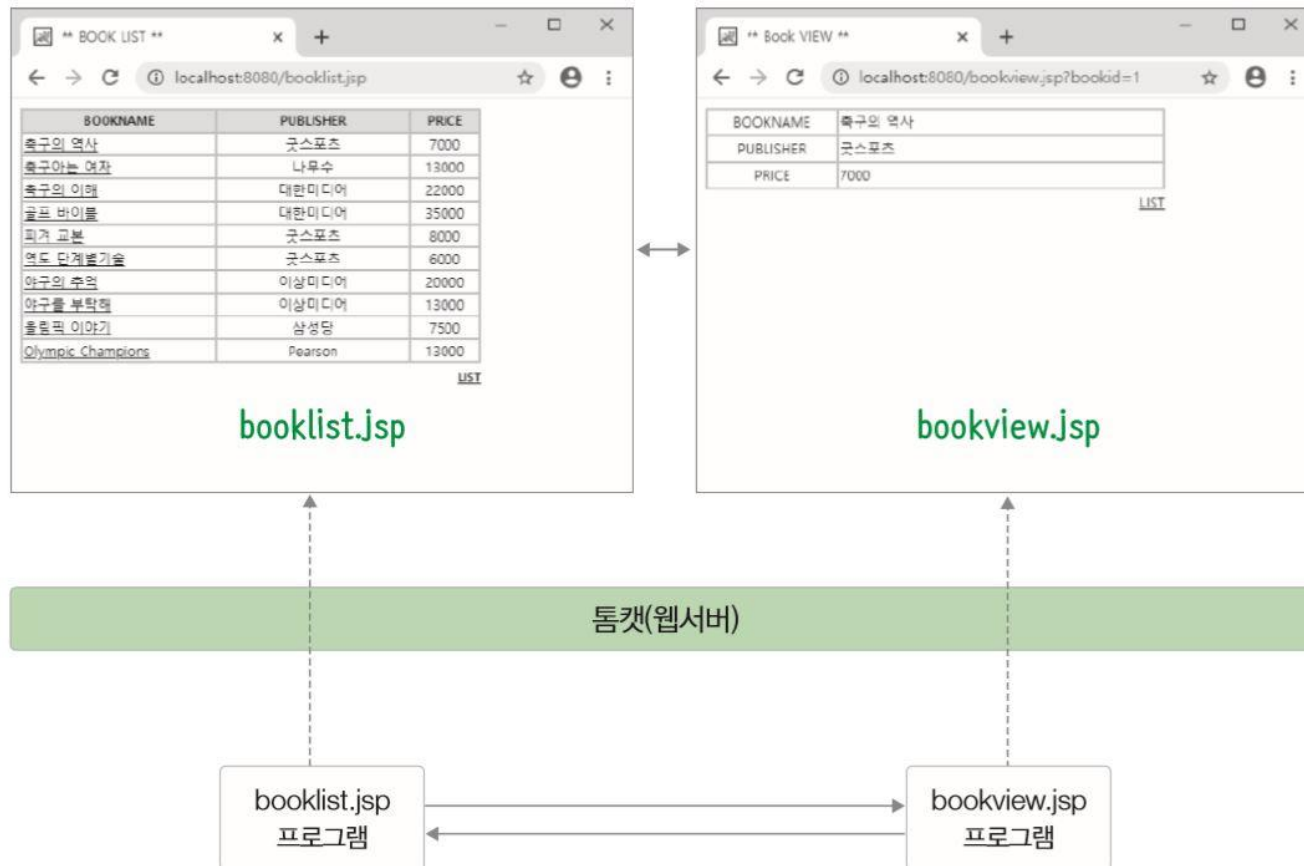 ** BOOK LIST **
localhost:8080/booklist.jsp
BOOKNAME PUBLISHER PRICE
축구의 역사 굿스포츠 7000
축구아는 여자 나무수 13000
축구의 이해 대한미디어 22000
골프 바이블 대한미디어 35000
피겨 교본 굿스포츠 8000
역도 단계별기술 굿스포츠 6000
야구의 추억 이상미디어 20000
야구를 부탁해 이상미디어 13000
올림픽 이야기 삼성당 7500
Olympic Champions Pearson 13000
LIST
booklist.jsp
** Book VIEW **
localhost:8080/bookview.jsp?bookid=1
BOOKNAME 축구의 역사
PUBLISHER 굿스포츠
PRICE 7000
LIST
bookview.jsp
톰캣(웹서버)
booklist.jsp
프로그램
bookview.jsp
프로그램